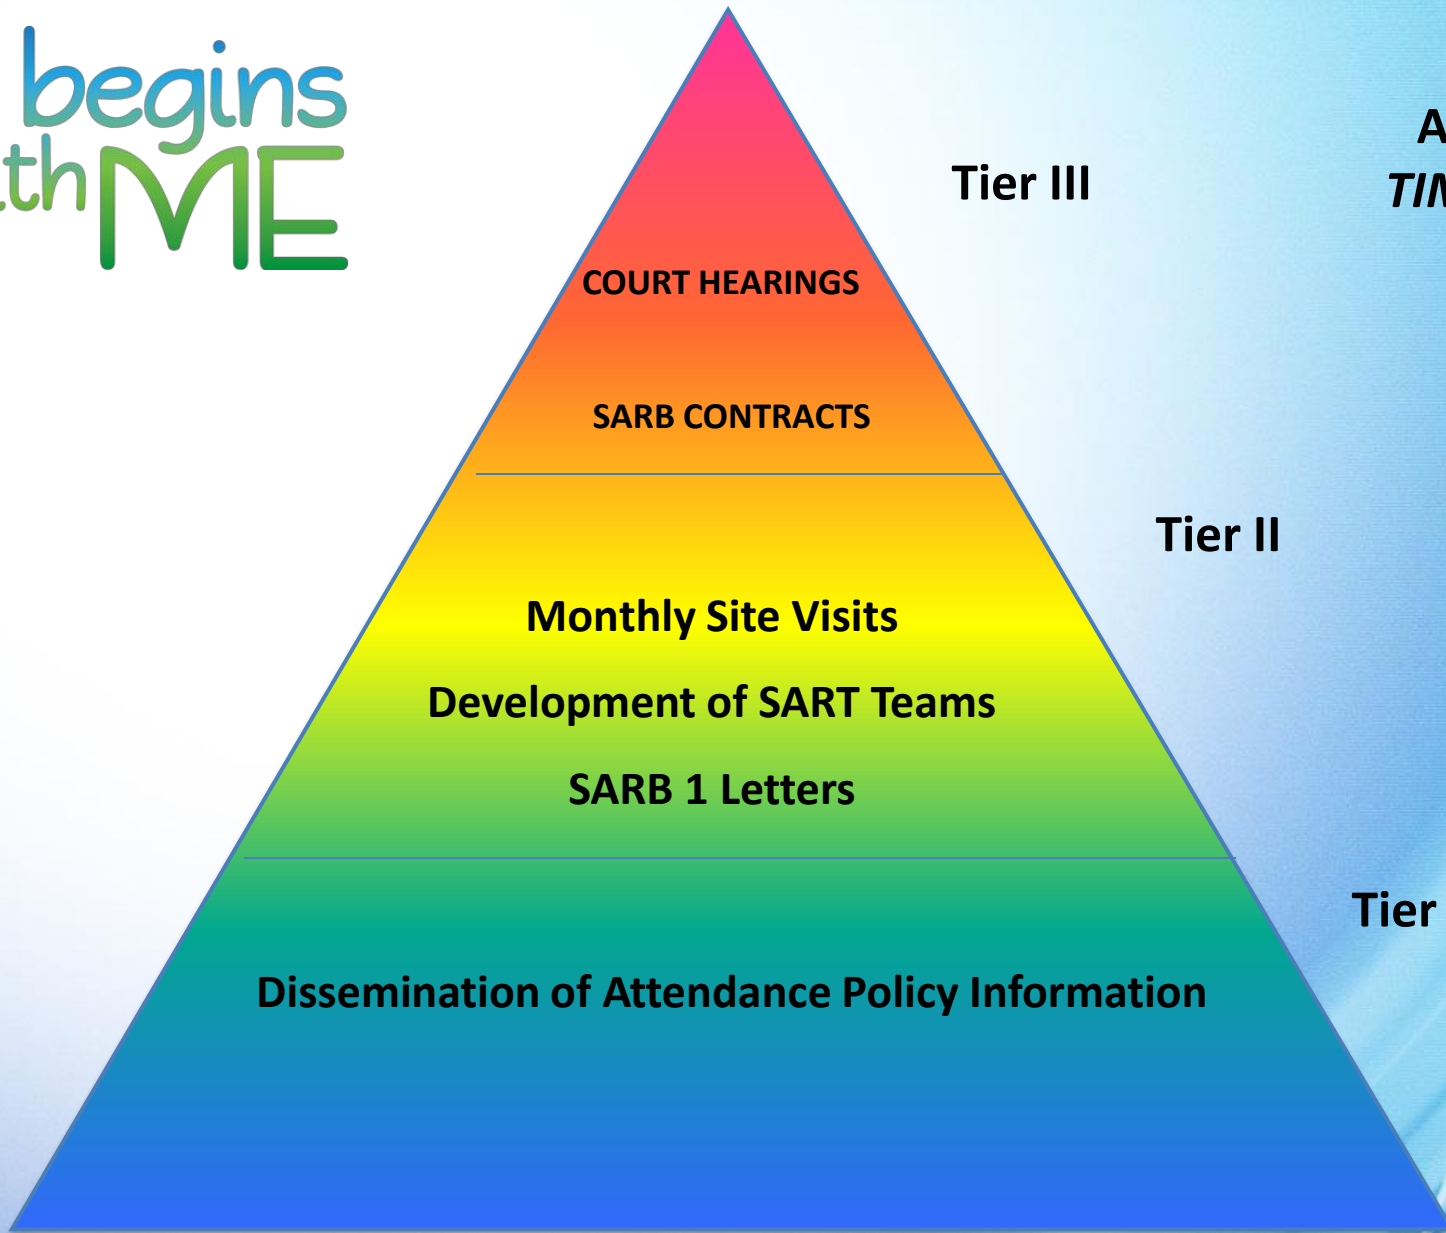 begins
ME
Tier III
COURT HEARINGS
SARB CONTRACTS
Tier II
Monthly Site Visits
Development of SART Teams
SARB 1 Letters
Tier
Dissemination of Attendance Policy Information